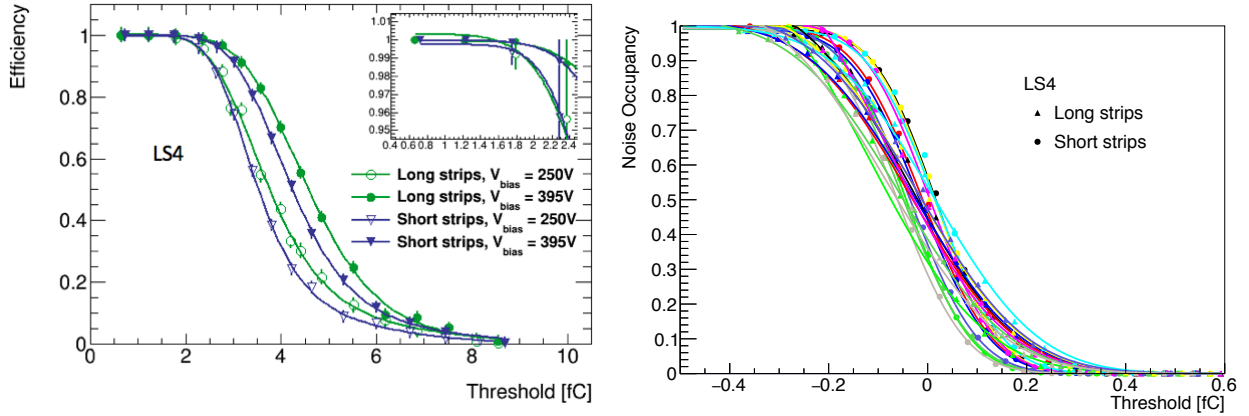 Efficiency
1
0.8
0.6
0.4
0.2
0
0 2 4 6 8 10
Threshold [fC]
LS4
1.01
1
0.99
0.98
0.97
0.96
0.95
0.4 0.6 0.8 1 1.2 1.4 1.6 1.8 2 2.2 2.4
Long strips, Vbias = 250V
Long strips, Vbias = 395V
Short strips, Vbias = 250V
Short strips, Vbias = 395V
Noise Occupancy
1
0.9
0.8
0.7
0.6
0.5
0.4
0.3
0.2
0.1
0
−0.4 −0.2 0 0.2 0.4 0.6
Threshold [fC]
LS4
Long strips
Short strips